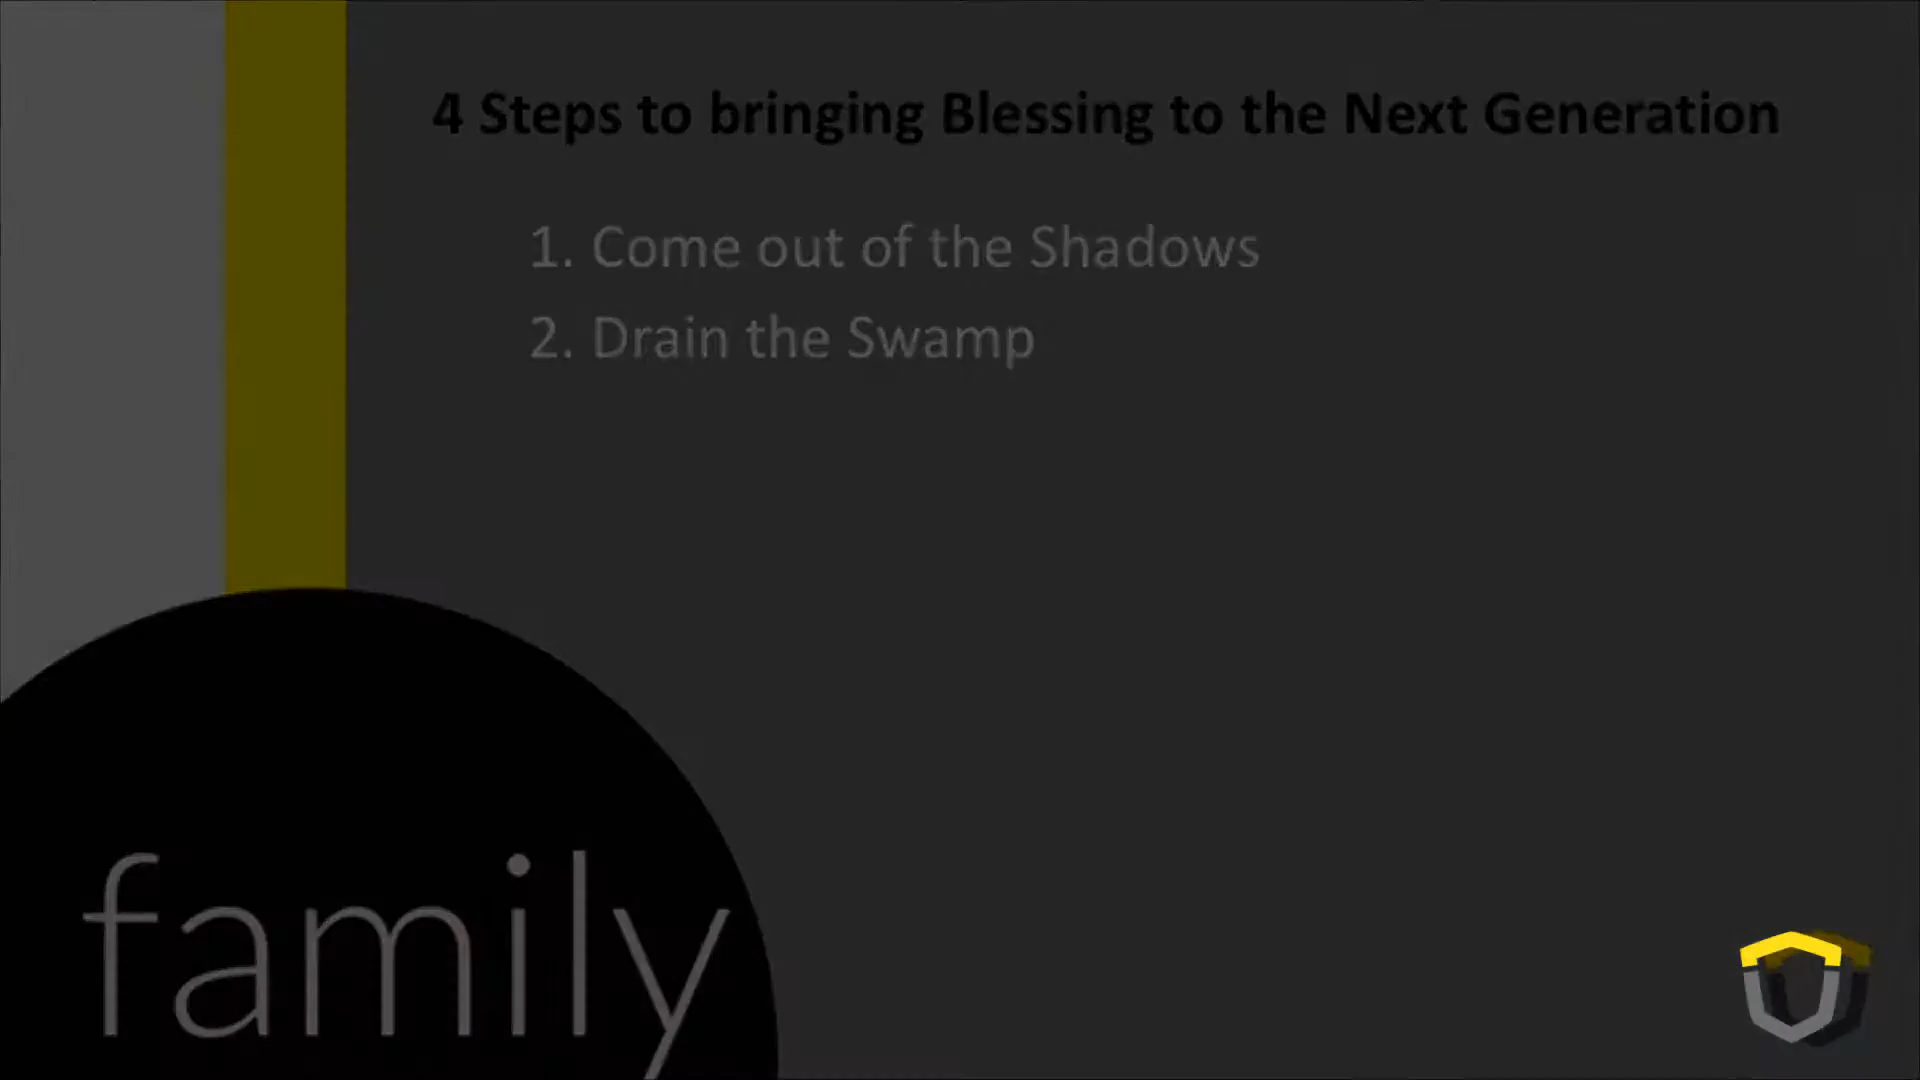 4 Steps to bringing Blessing to the Next Generation
1. Come out of the Shadows
2. Drain the Swamp
family